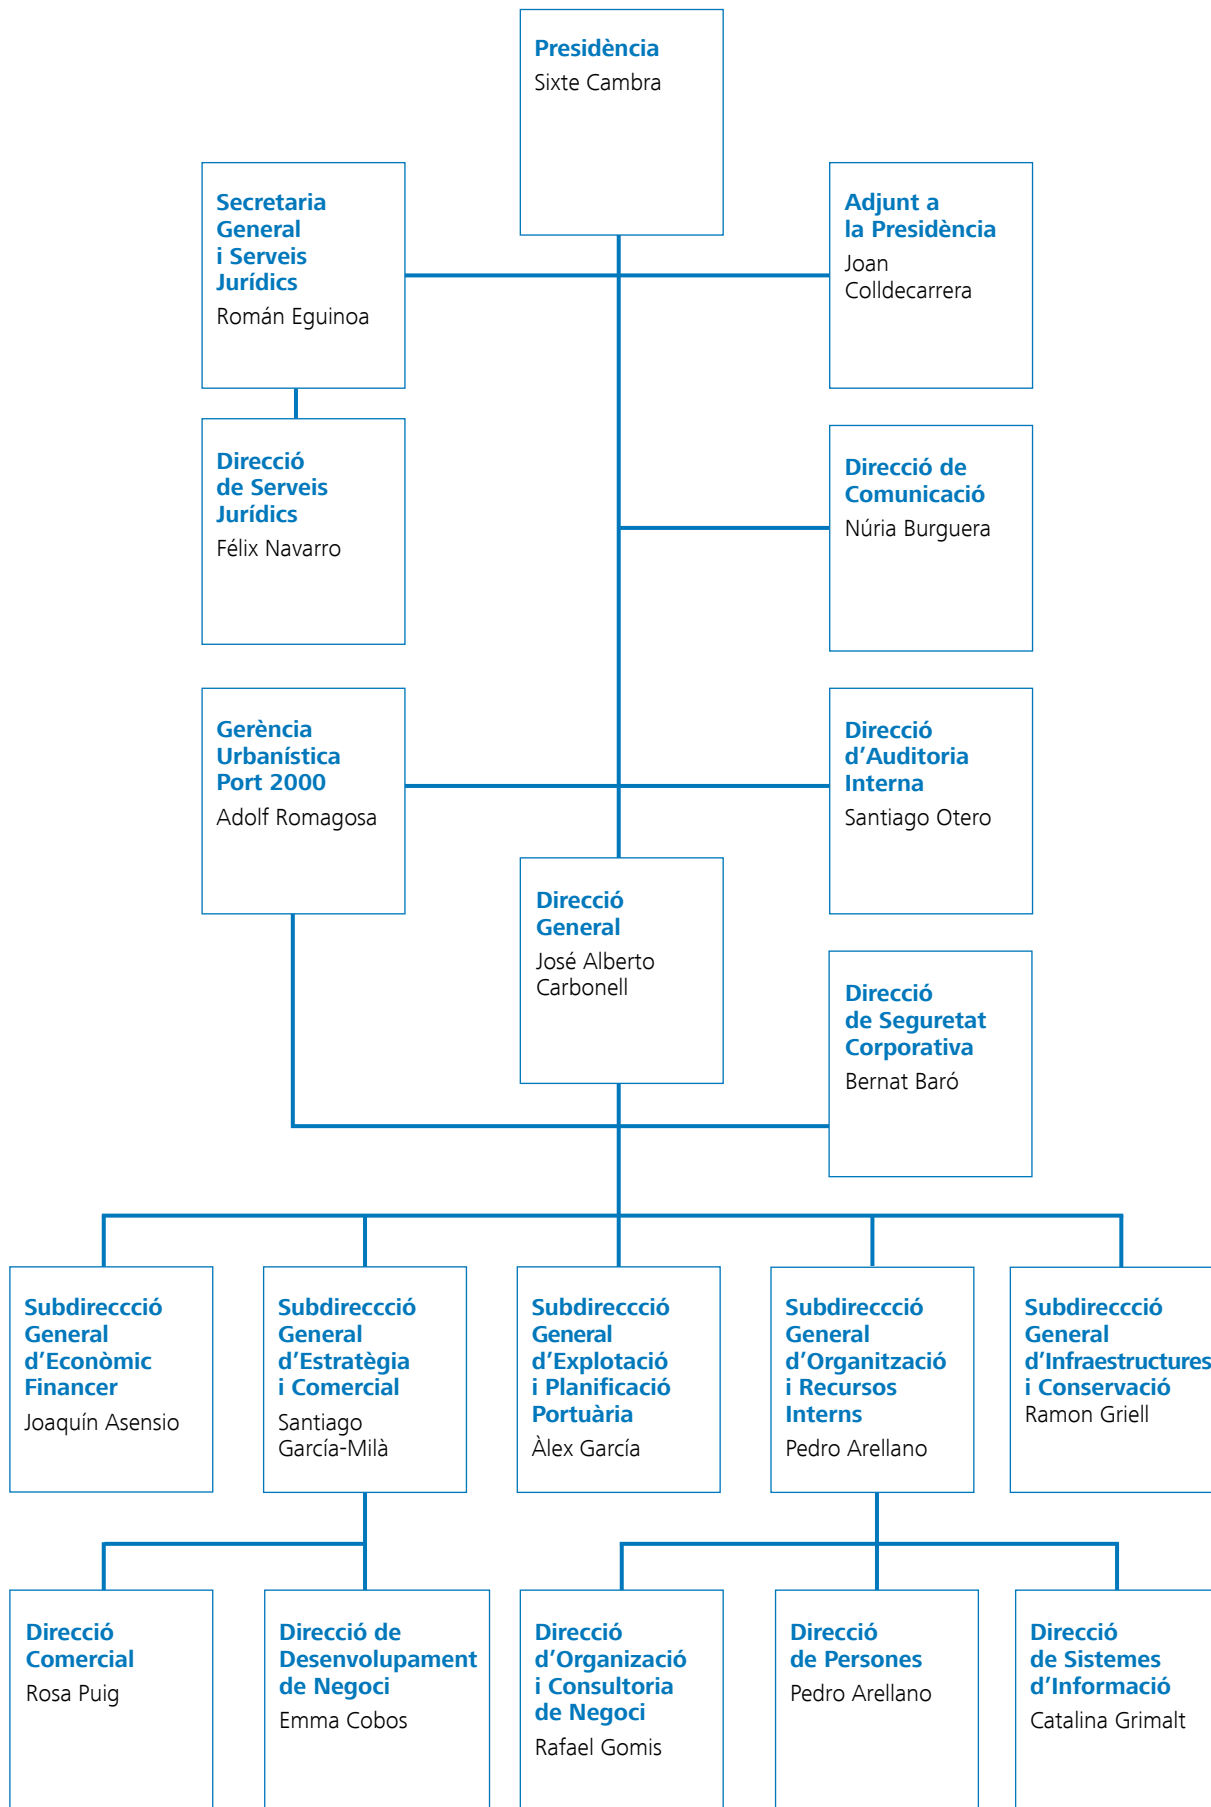 Presidència
Sixte Cambra
Secretaria
General
i Serveis
Jurídics
Román Eguinoa
Adjunt a
la Presidència
Joan
Colldecarrera
Direcció
de Serveis
Jurídics
Félix Navarro
Direcció de
Comunicació
Núria Burguera
Gerència
Urbanística
Port 2000
Adolf Romagosa
Direcció
d’Auditoria
Interna
Santiago Otero
Direcció
General
José Alberto
Carbonell
Direcció
de Seguretat
Corporativa
Bernat Baró
Subdireccció
General
d’Econòmic
Financer
Joaquín Asensio
Subdireccció
General
d’Estratègia
i Comercial
Santiago
García-Milà
Subdireccció
General
d’Explotació
i Planificació
Portuària
Àlex García
Subdireccció
General
d’Organització
i Recursos
Interns
Pedro Arellano
Subdireccció
General
d’Infraestructures
i Conservació
Ramon Griell
Direcció
Comercial
Rosa Puig
Direcció de
Desenvolupament
de Negoci
Emma Cobos
Direcció
d’Organizació
i Consultoria
de Negoci
Rafael Gomis
Direcció
de Persones
Pedro Arellano
Direcció
de Sistemes
d’Informació
Catalina Grimalt